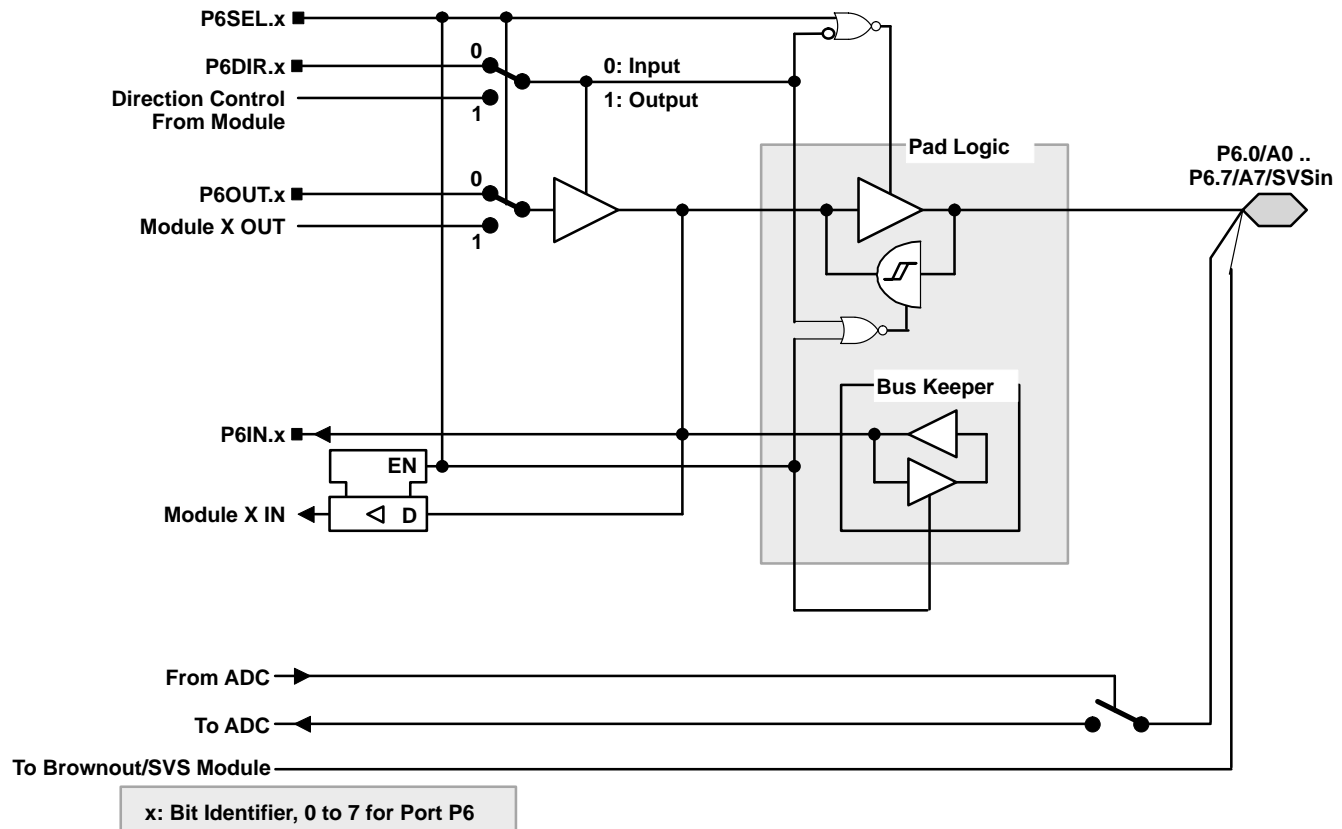 P6SEL.x
P6DIR.x
0
0: Input
Direction Control
From Module
1
1: Output
Pad Logic
P6.0/A0 ..
P6.7/A7/SVSin
P6OUT.x
0
Module X OUT
1
Bus Keeper
P6IN.x
EN
Module X IN
D
From ADC
To ADC
To Brownout/SVS Module
x: Bit Identifier, 0 to 7 for Port P6